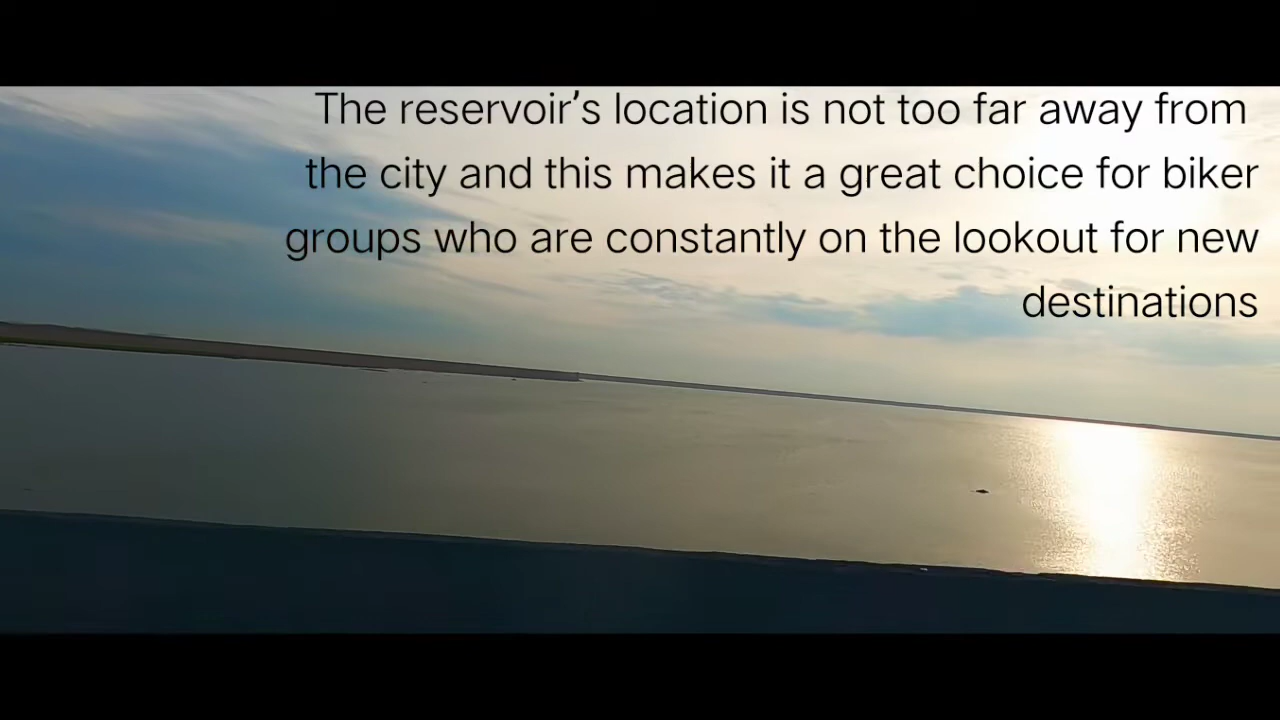 The reservoir's location is not too far away from
the city and this makes it a great choice for biker
groups who are constantly on the lookout for new
destinations